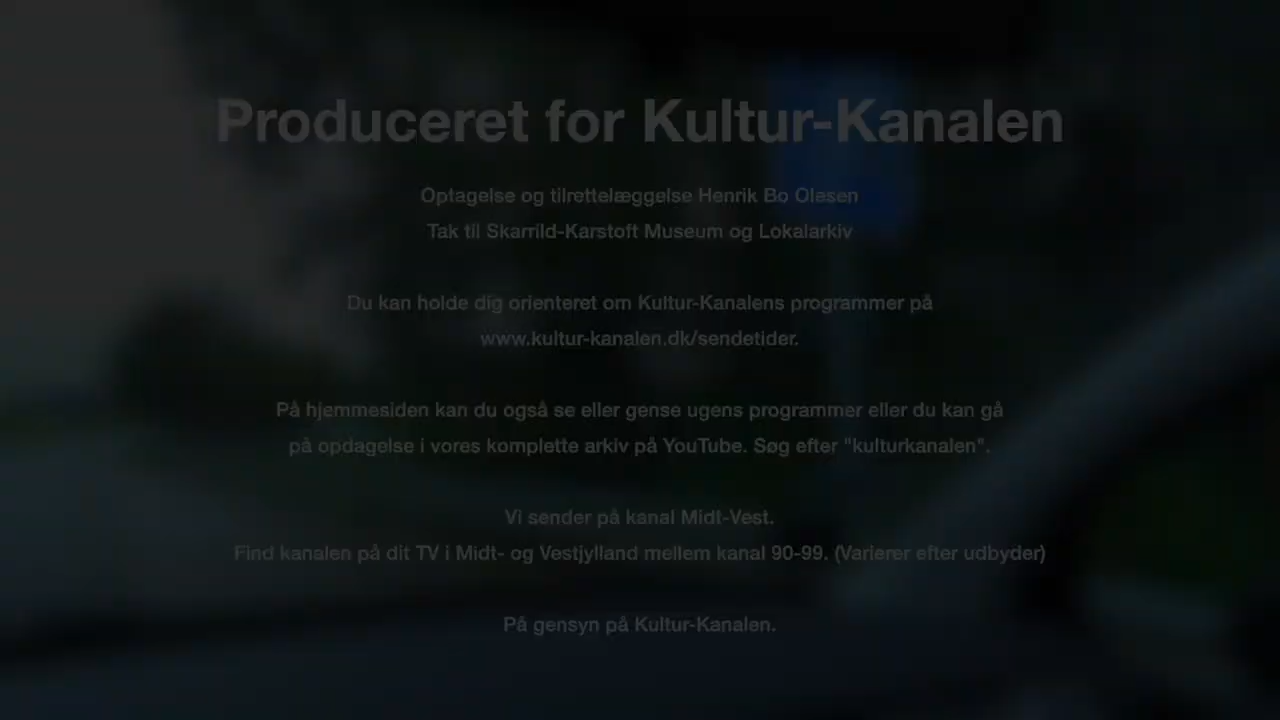 Produceret for Kultur-Kanalen
Optagelse og tilrettelæggelse Henrik Bo Olesen
Tak til Skarrild-Karstoft Museum og Lokalarkiv
Du kan holde dig orienteret om Kultur-Kanalens programmer på
www.kultur-kanalen.dk/sendetider.
På hjemmesiden kan du også se eller gense ugens programmer eller du kan gå
på opdagelse i vores komplette arkiv på YouTube. Søg efter "kulturkanalen".
Vi sender på kanal Midt-Vest.
Find kanalen på dit TV i Midt- og Vestjylland mellem kanal 90-99. (Varierer efter udbyder)
På gensyn på Kultur-Kanalen.